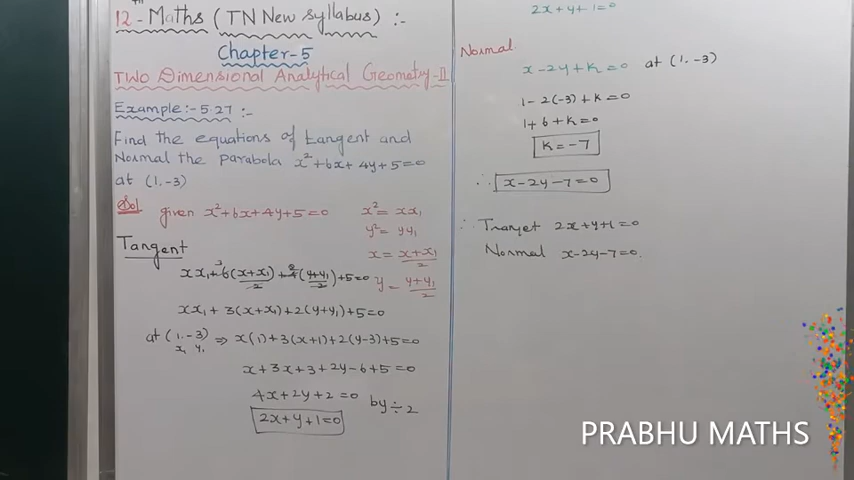 12th - Maths (TN New Syllabus) :-
Chapter-5
TWO Dimensional Analytical Geometry-II
Example:-5.27 :-
Find the equations of tangent and
Normal the parabola x²+6x+4y+5=0
at (1,-3)
Sol
given x²+6x+4y+5=0
x²= xx₁
y²= yy₁
x = x+x₁/2
y = y+y₁/2
Tangent
xx₁+6(x+x₁)/2 +4(y+y₁)/2+5=0
3 2
xx₁+3(x+x₁)+2(y+y₁)+5=0
at (1,-3) ⇒ x(1)+3(x+1)+2(y-3)+5=0
x₁ y₁
x+3x+3+2y-6+5=0
4x+2y+2=0 by÷2
2x+y+1=0
2x+y+1=0
Normal
x-2y+k=0 at (1,-3)
1-2(-3)+k=0
1+6+k=0
k=-7
∴ x-2y-7=0
∴ Tranjet 2x+y+1=0
Normal x-2y-7=0.
PRABHU MATHS